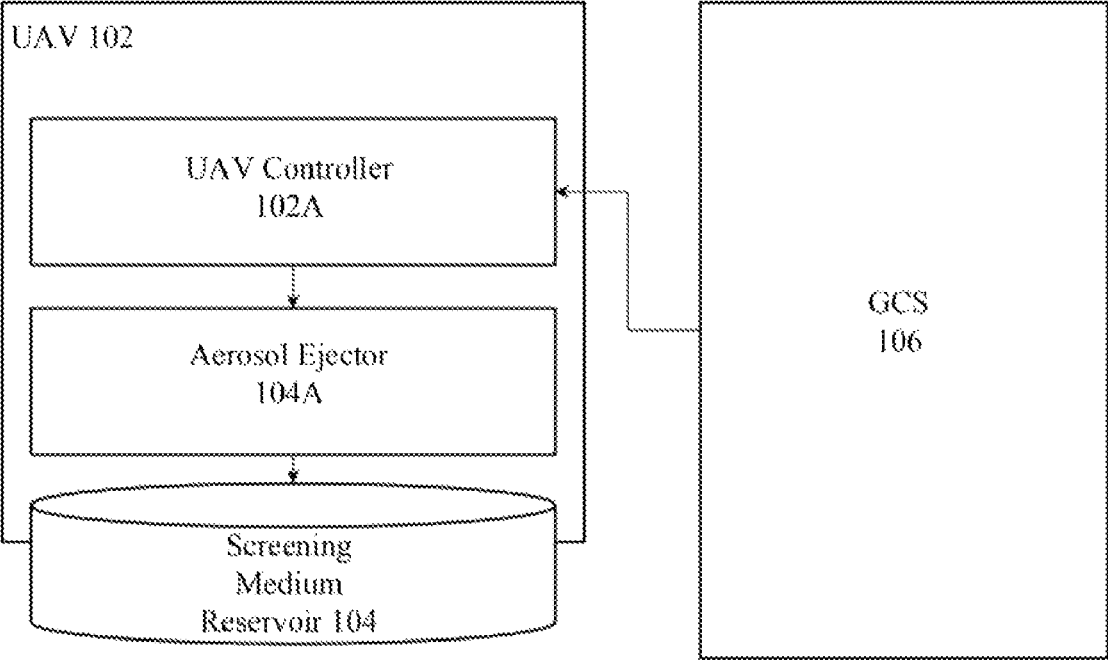 UAV 102
UAV Controller
102A
Aerosol Ejector
104A
Screening
Medium
Reservoir 104
GCS
106